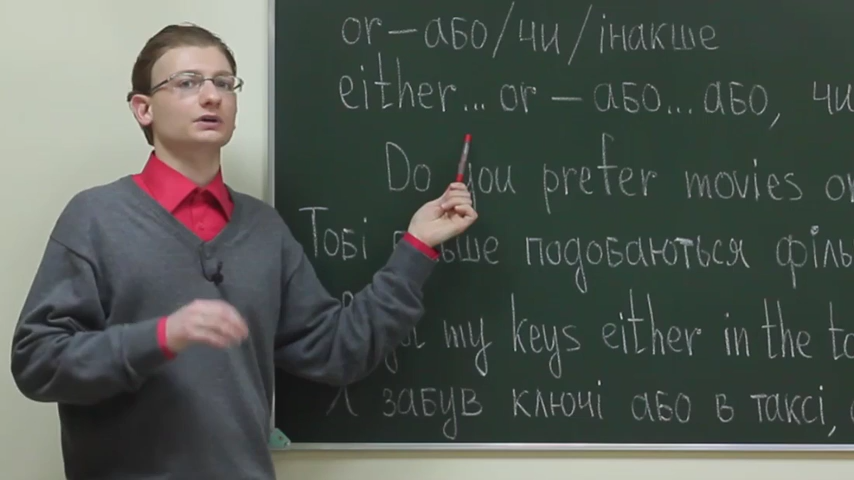 or — або/чи/інакше
either... or — або... або, чи
Do you prefer movies or
Тобі більше подобаються філь
my keys either in the ta
Я забув ключі або в таксі,